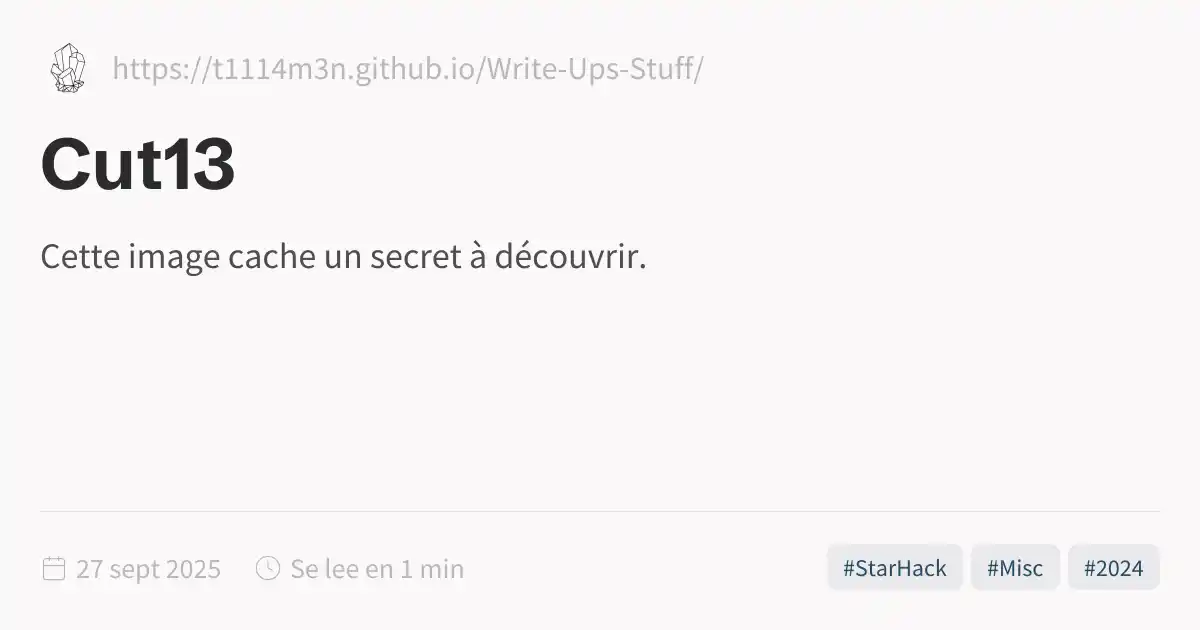 https://t1114m3n.github.io/Write-Ups-Stuff/
Cut13
Cette image cache un secret à découvrir.
27 sept 2025 Se lee en 1 min #StarHack #Misc #2024